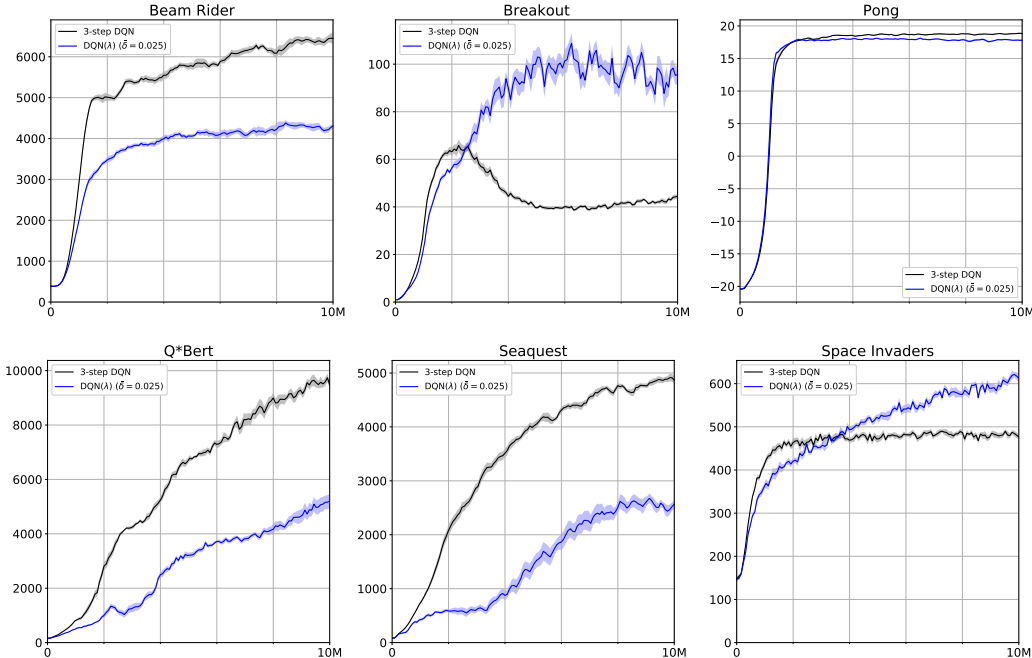 Beam Rider
3-step DQN
DQN(λ) (δ̄ = 0.025)
6000
5000
4000
3000
2000
1000
0
0
10M
Breakout
3-step DQN
DQN(λ) (δ̄ = 0.025)
100
80
60
40
20
0
0
10M
Pong
20
15
10
5
0
−5
−10
−15
−20
3-step DQN
DQN(λ) (δ̄ = 0.025)
0
10M
Q*Bert
3-step DQN
DQN(λ) (δ̄ = 0.025)
10000
8000
6000
4000
2000
0
0
10M
Seaquest
3-step DQN
DQN(λ) (δ̄ = 0.025)
5000
4000
3000
2000
1000
0
0
10M
Space Invaders
3-step DQN
DQN(λ) (δ̄ = 0.025)
600
500
400
300
200
100
0
0
10M